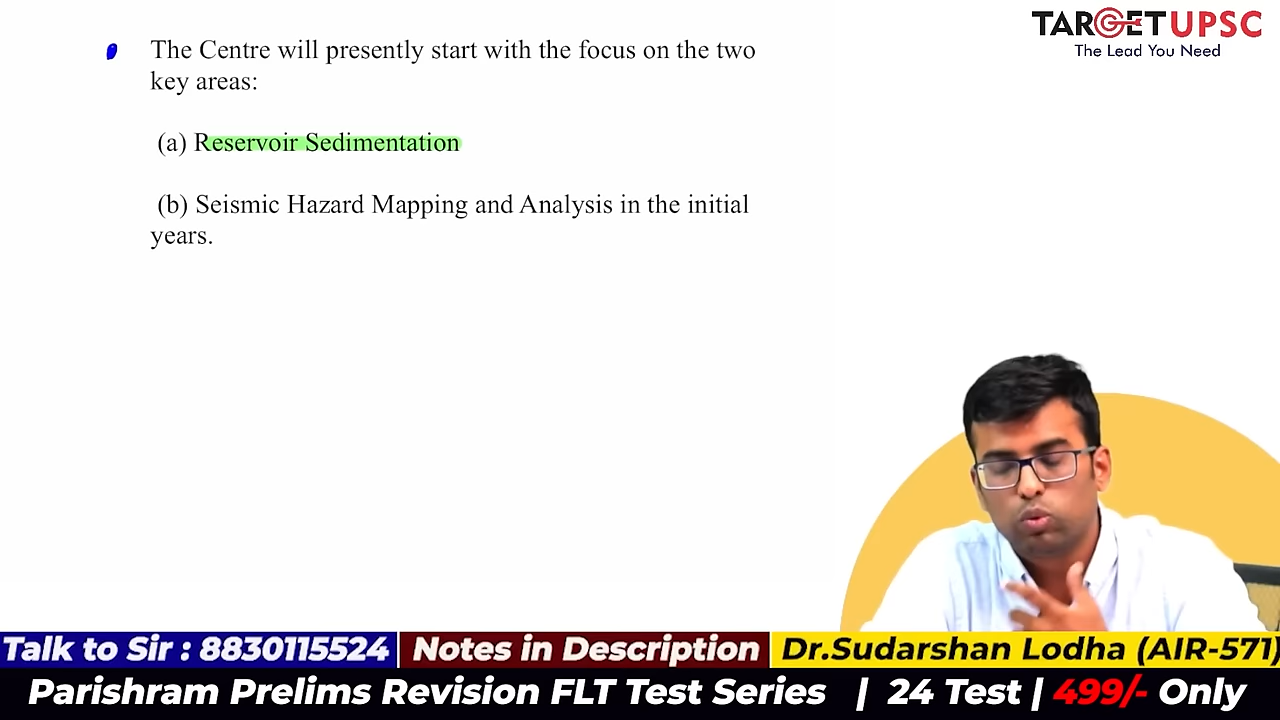 TARGETUPSC
The Lead You Need
The Centre will presently start with the focus on the two
key areas:
(a) Reservoir Sedimentation
(b) Seismic Hazard Mapping and Analysis in the initial
years.
Talk to Sir : 8830115524
Notes in Description
Dr.Sudarshan Lodha (AIR-571)
Parishram Prelims Revision FLT Test Series | 24 Test | 499/- Only